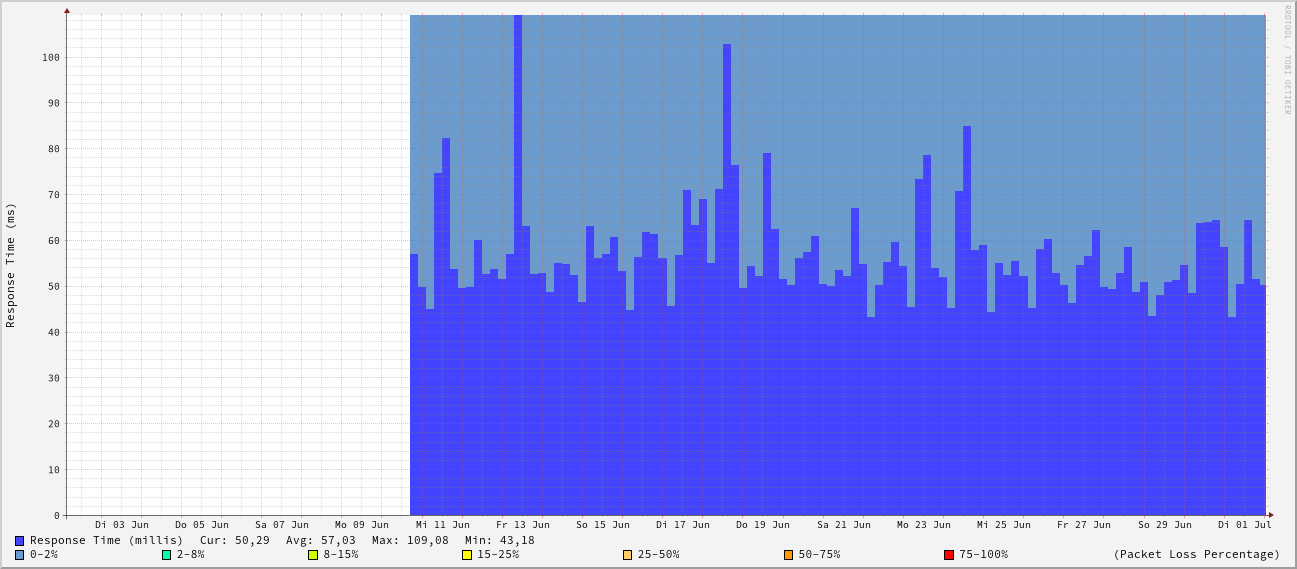 RRDTOOL / TOBI OETIKER
Response Time (ms)
100
90
80
70
60
50
40
30
20
10
0
Di 03 Jun Do 05 Jun Sa 07 Jun Mo 09 Jun Mi 11 Jun Fr 13 Jun So 15 Jun Di 17 Jun Do 19 Jun Sa 21 Jun Mo 23 Jun Mi 25 Jun Fr 27 Jun So 29 Jun Di 01 Jul
Response Time (millis) Cur: 50,29 Avg: 57,03 Max: 109,08 Min: 43,18
0-2% 2-8% 8-15% 15-25% 25-50% 50-75% 75-100% (Packet Loss Percentage)